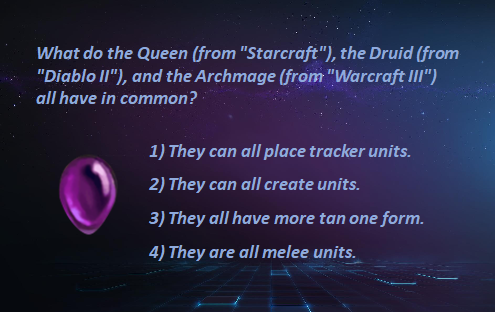 What do the Queen (from "Starcraft"), the Druid (from
"Diablo II"), and the Archmage (from "Warcraft III")
all have in common?
1) They can all place tracker units.
2) They can all create units.
3) They all have more tan one form.
4) They are all melee units.